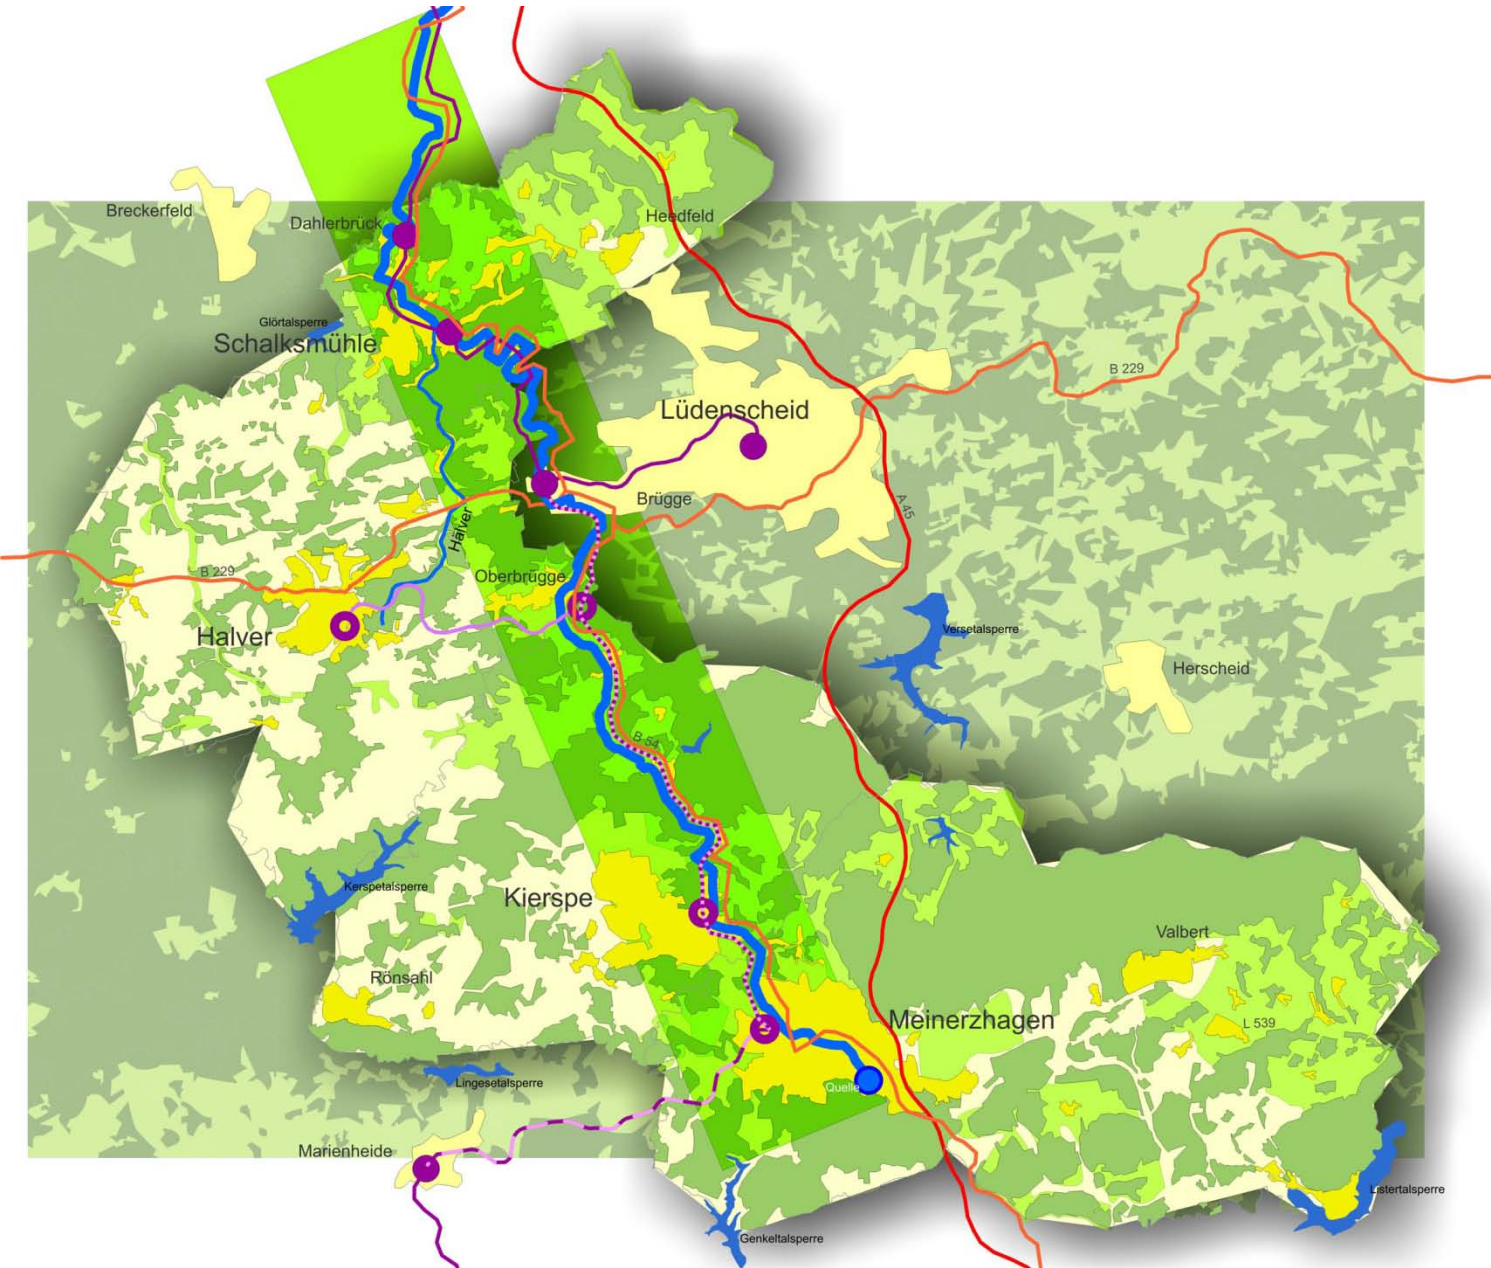 Breckerfeld
Dahlerbrück
Heedfeld
Glörtalsperre
Schalksmühle
B 229
Lüdenscheid
Brügge
A 45
Hälver
B 229
Oberbrügge
Halver
Versetalsperre
Herscheid
B 54
Kierspe
Kerspetalsperre
Valbert
Rönsahl
Meinerzhagen
L 539
Lingesetalsperre
Quelle
Marienheide
Listertalsperre
Genkeltalsperre